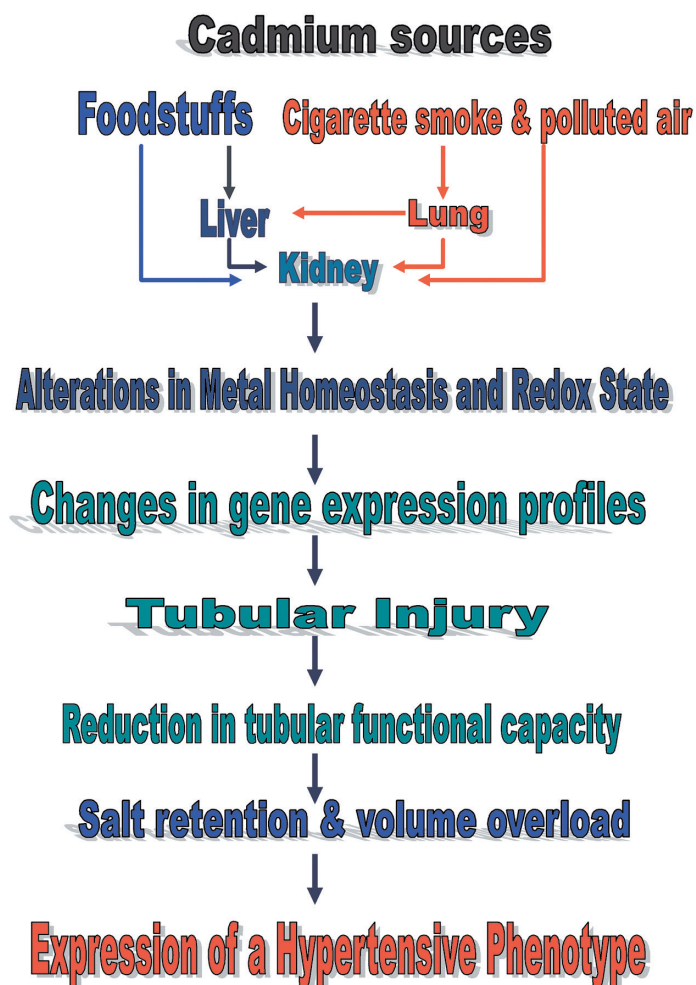 Cadmium sources
Foodstuffs
Cigarette smoke & polluted air
Liver
Lung
Kidney
Alterations in Metal Homeostasis and Redox State
Changes in gene expression profiles
Tubular Injury
Reduction in tubular functional capacity
Salt retention & volume overload
Expression of a Hypertensive Phenotype